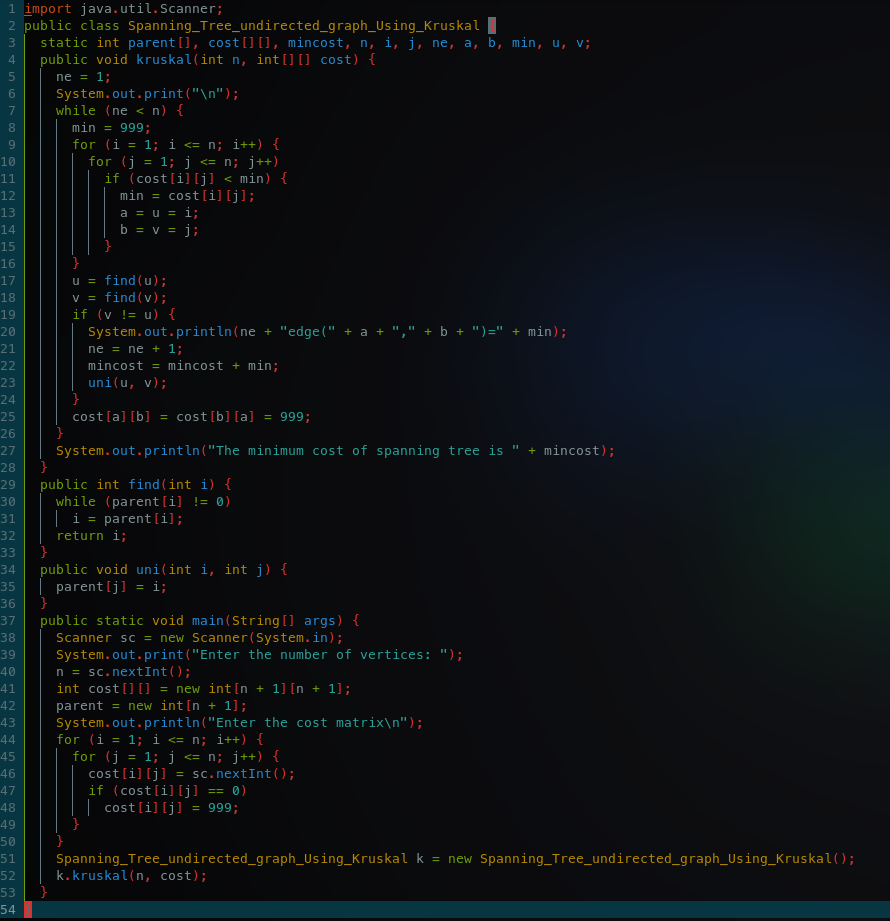 1 import java.util.Scanner;
2 public class Spanning_Tree_undirected_graph_Using_Kruskal {
3   static int parent[], cost[][], mincost, n, i, j, ne, a, b, min, u, v;
4   public void kruskal(int n, int[][] cost) {
5     ne = 1;
6     System.out.print("\n");
7     while (ne < n) {
8       min = 999;
9       for (i = 1; i <= n; i++) {
10         for (j = 1; j <= n; j++)
11           if (cost[i][j] < min) {
12             min = cost[i][j];
13             a = u = i;
14             b = v = j;
15           }
16       }
17       u = find(u);
18       v = find(v);
19       if (v != u) {
20         System.out.println(ne + "edge(" + a + "," + b + ")=" + min);
21         ne = ne + 1;
22         mincost = mincost + min;
23         uni(u, v);
24       }
25       cost[a][b] = cost[b][a] = 999;
26     }
27     System.out.println("The minimum cost of spanning tree is " + mincost);
28   }
29   public int find(int i) {
30     while (parent[i] != 0)
31       i = parent[i];
32     return i;
33   }
34   public void uni(int i, int j) {
35     parent[j] = i;
36   }
37   public static void main(String[] args) {
38     Scanner sc = new Scanner(System.in);
39     System.out.print("Enter the number of vertices: ");
40     n = sc.nextInt();
41     int cost[][] = new int[n + 1][n + 1];
42     parent = new int[n + 1];
43     System.out.println("Enter the cost matrix\n");
44     for (i = 1; i <= n; i++) {
45       for (j = 1; j <= n; j++) {
46         cost[i][j] = sc.nextInt();
47         if (cost[i][j] == 0)
48           cost[i][j] = 999;
49       }
50     }
51     Spanning_Tree_undirected_graph_Using_Kruskal k = new Spanning_Tree_undirected_graph_Using_Kruskal();
52     k.kruskal(n, cost);
53   }
54 }